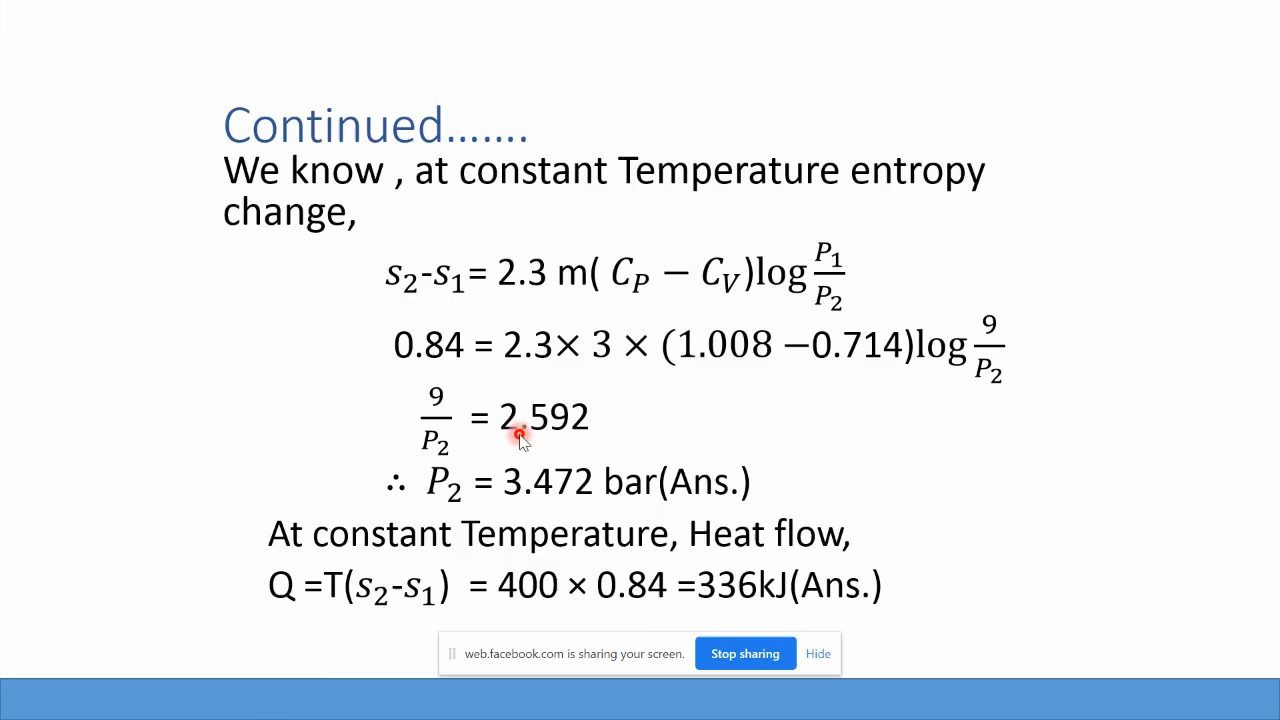 Continued…….
We know , at constant Temperature entropy
change,
s₂-s₁= 2.3 m( C_P − C_V)log P₁/P₂
0.84 = 2.3× 3 × (1.008 −0.714)log 9/P₂
9/P₂ = 2.592
∴ P₂ = 3.472 bar(Ans.)
At constant Temperature, Heat flow,
Q =T(s₂-s₁) = 400 × 0.84 =336kJ(Ans.)
web.facebook.com is sharing your screen. Stop sharing Hide